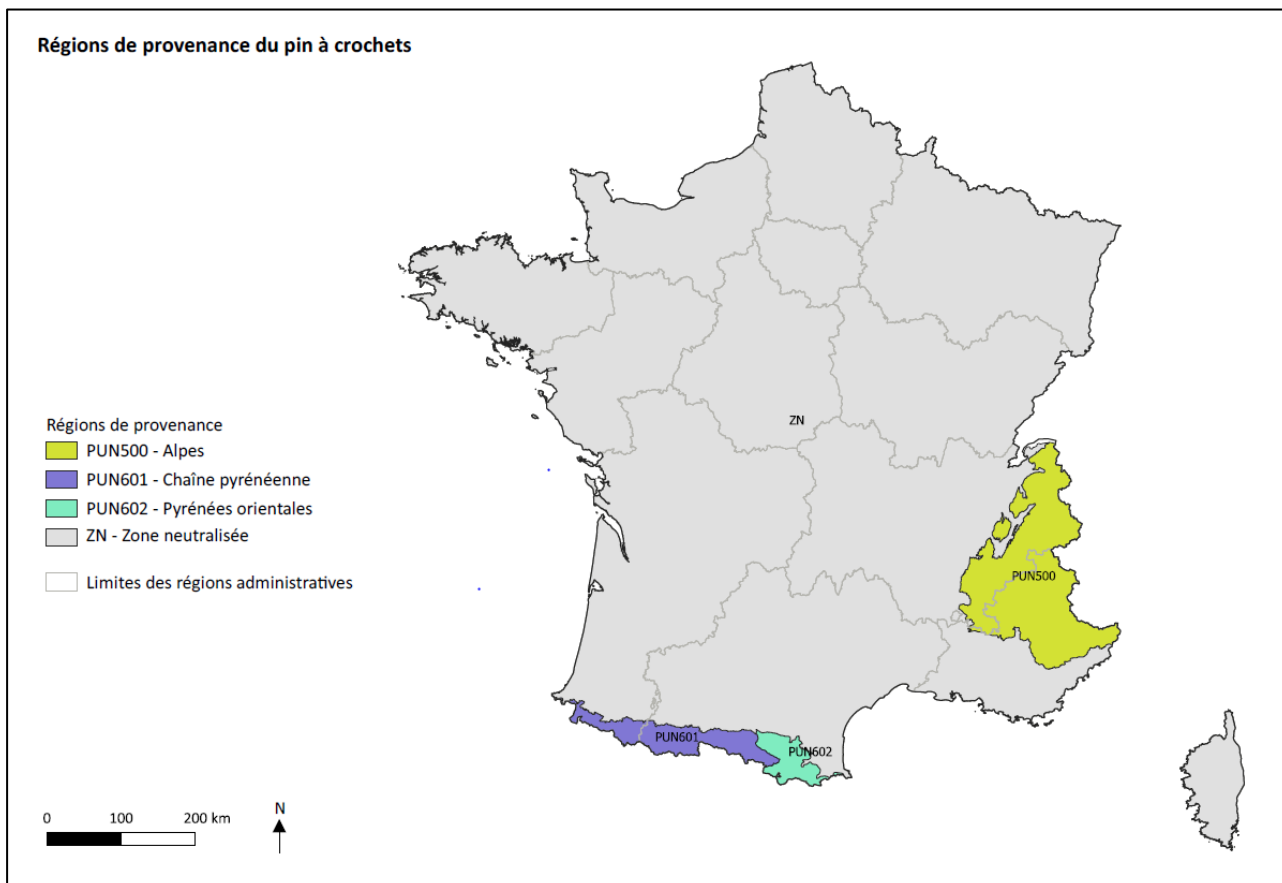 Régions de provenance du pin à crochets
ZN
Régions de provenance
PUN500 - Alpes
PUN601 - Chaîne pyrénéenne
PUN602 - Pyrénées orientales
ZN - Zone neutralisée
Limites des régions administratives
PUN500
PUN601
PUN602
0 100 200 km
N